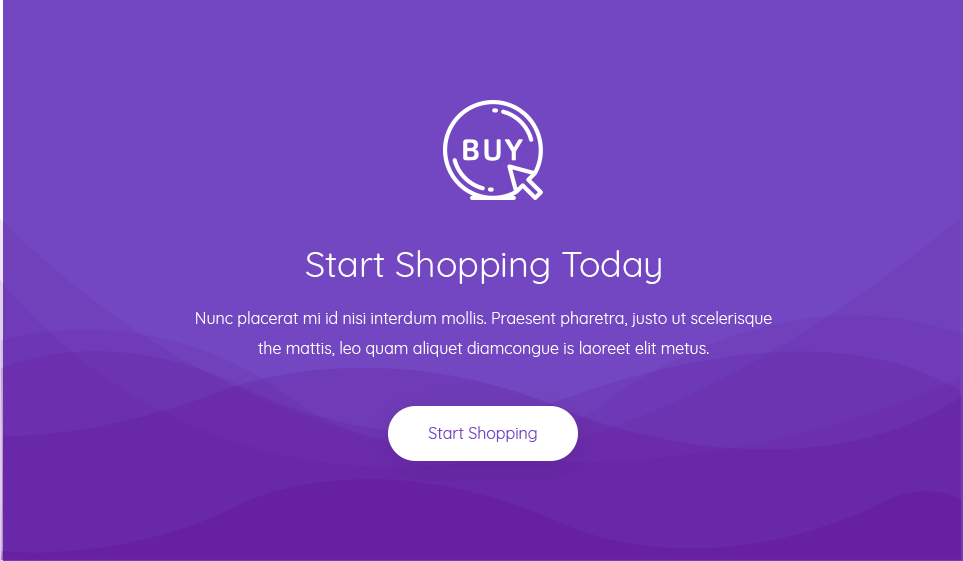 BUY
Start Shopping Today
Nunc placerat mi id nisi interdum mollis. Praesent pharetra, justo ut scelerisque
the mattis, leo quam aliquet diamcongue is laoreet elit metus.
Start Shopping